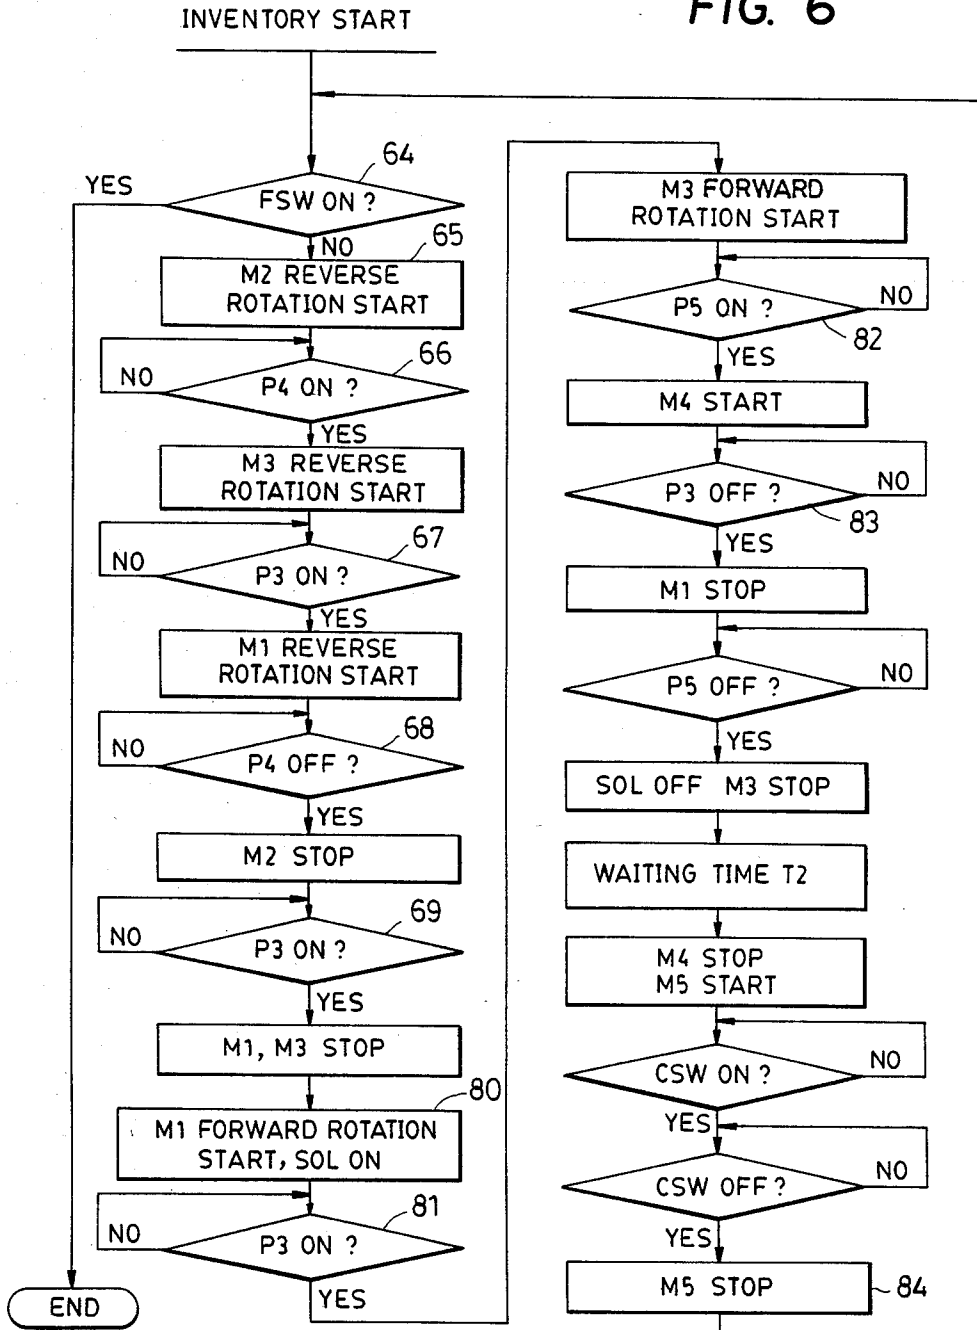 FIG. 6
INVENTORY START
64
YES
FSW ON ?
NO
65
M2 REVERSE
ROTATION START
66
NO
P4 ON ?
YES
M3 REVERSE
ROTATION START
67
NO
P3 ON ?
YES
M1 REVERSE
ROTATION START
68
NO
P4 OFF ?
YES
M2 STOP
69
NO
P3 ON ?
YES
M1, M3 STOP
80
M1 FORWARD ROTATION
START, SOL ON
81
NO
P3 ON ?
YES
END
M3 FORWARD
ROTATION START
P5 ON ?
NO
82
YES
M4 START
P3 OFF ?
NO
83
YES
M1 STOP
P5 OFF ?
NO
YES
SOL OFF M3 STOP
WAITING TIME T2
M4 STOP
M5 START
CSW ON ?
NO
YES
CSW OFF ?
NO
YES
M5 STOP
84